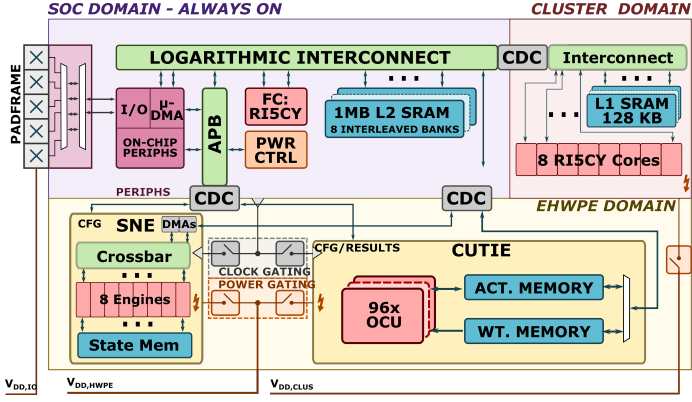 SOC DOMAIN - ALWAYS ON
CLUSTER DOMAIN
PADFRAME
LOGARITHMIC INTERCONNECT
CDC
Interconnect
I/O
µ-
DMA
ON-CHIP
PERIPHS
APB
FC:
RI5CY
PWR
CTRL
1MB L2 SRAM
8 INTERLEAVED BANKS
L1 SRAM
128 KB
8 RI5CY Cores
PERIPHS
CDC
CDC
EHWPE DOMAIN
CFG
SNE
DMAs
Crossbar
8 Engines
State Mem
CLOCK GATING
POWER GATING
CFG/RESULTS
CUTIE
96x
OCU
ACT. MEMORY
WT. MEMORY
VDD,IO
VDD,HWPE
VDD,CLUS